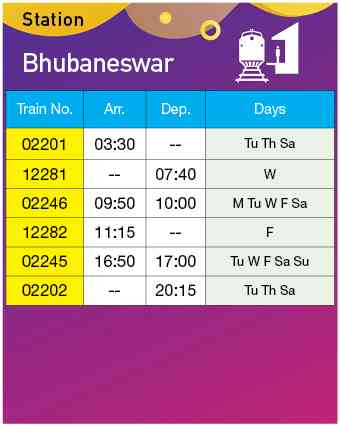 Station
Bhubaneswar
Train No. Arr. Dep. Days
02201 03:30 -- Tu Th Sa
12281 -- 07:40 W
02246 09:50 10:00 M Tu W F Sa
12282 11:15 -- F
02245 16:50 17:00 Tu W F Sa Su
02202 -- 20:15 Tu Th Sa